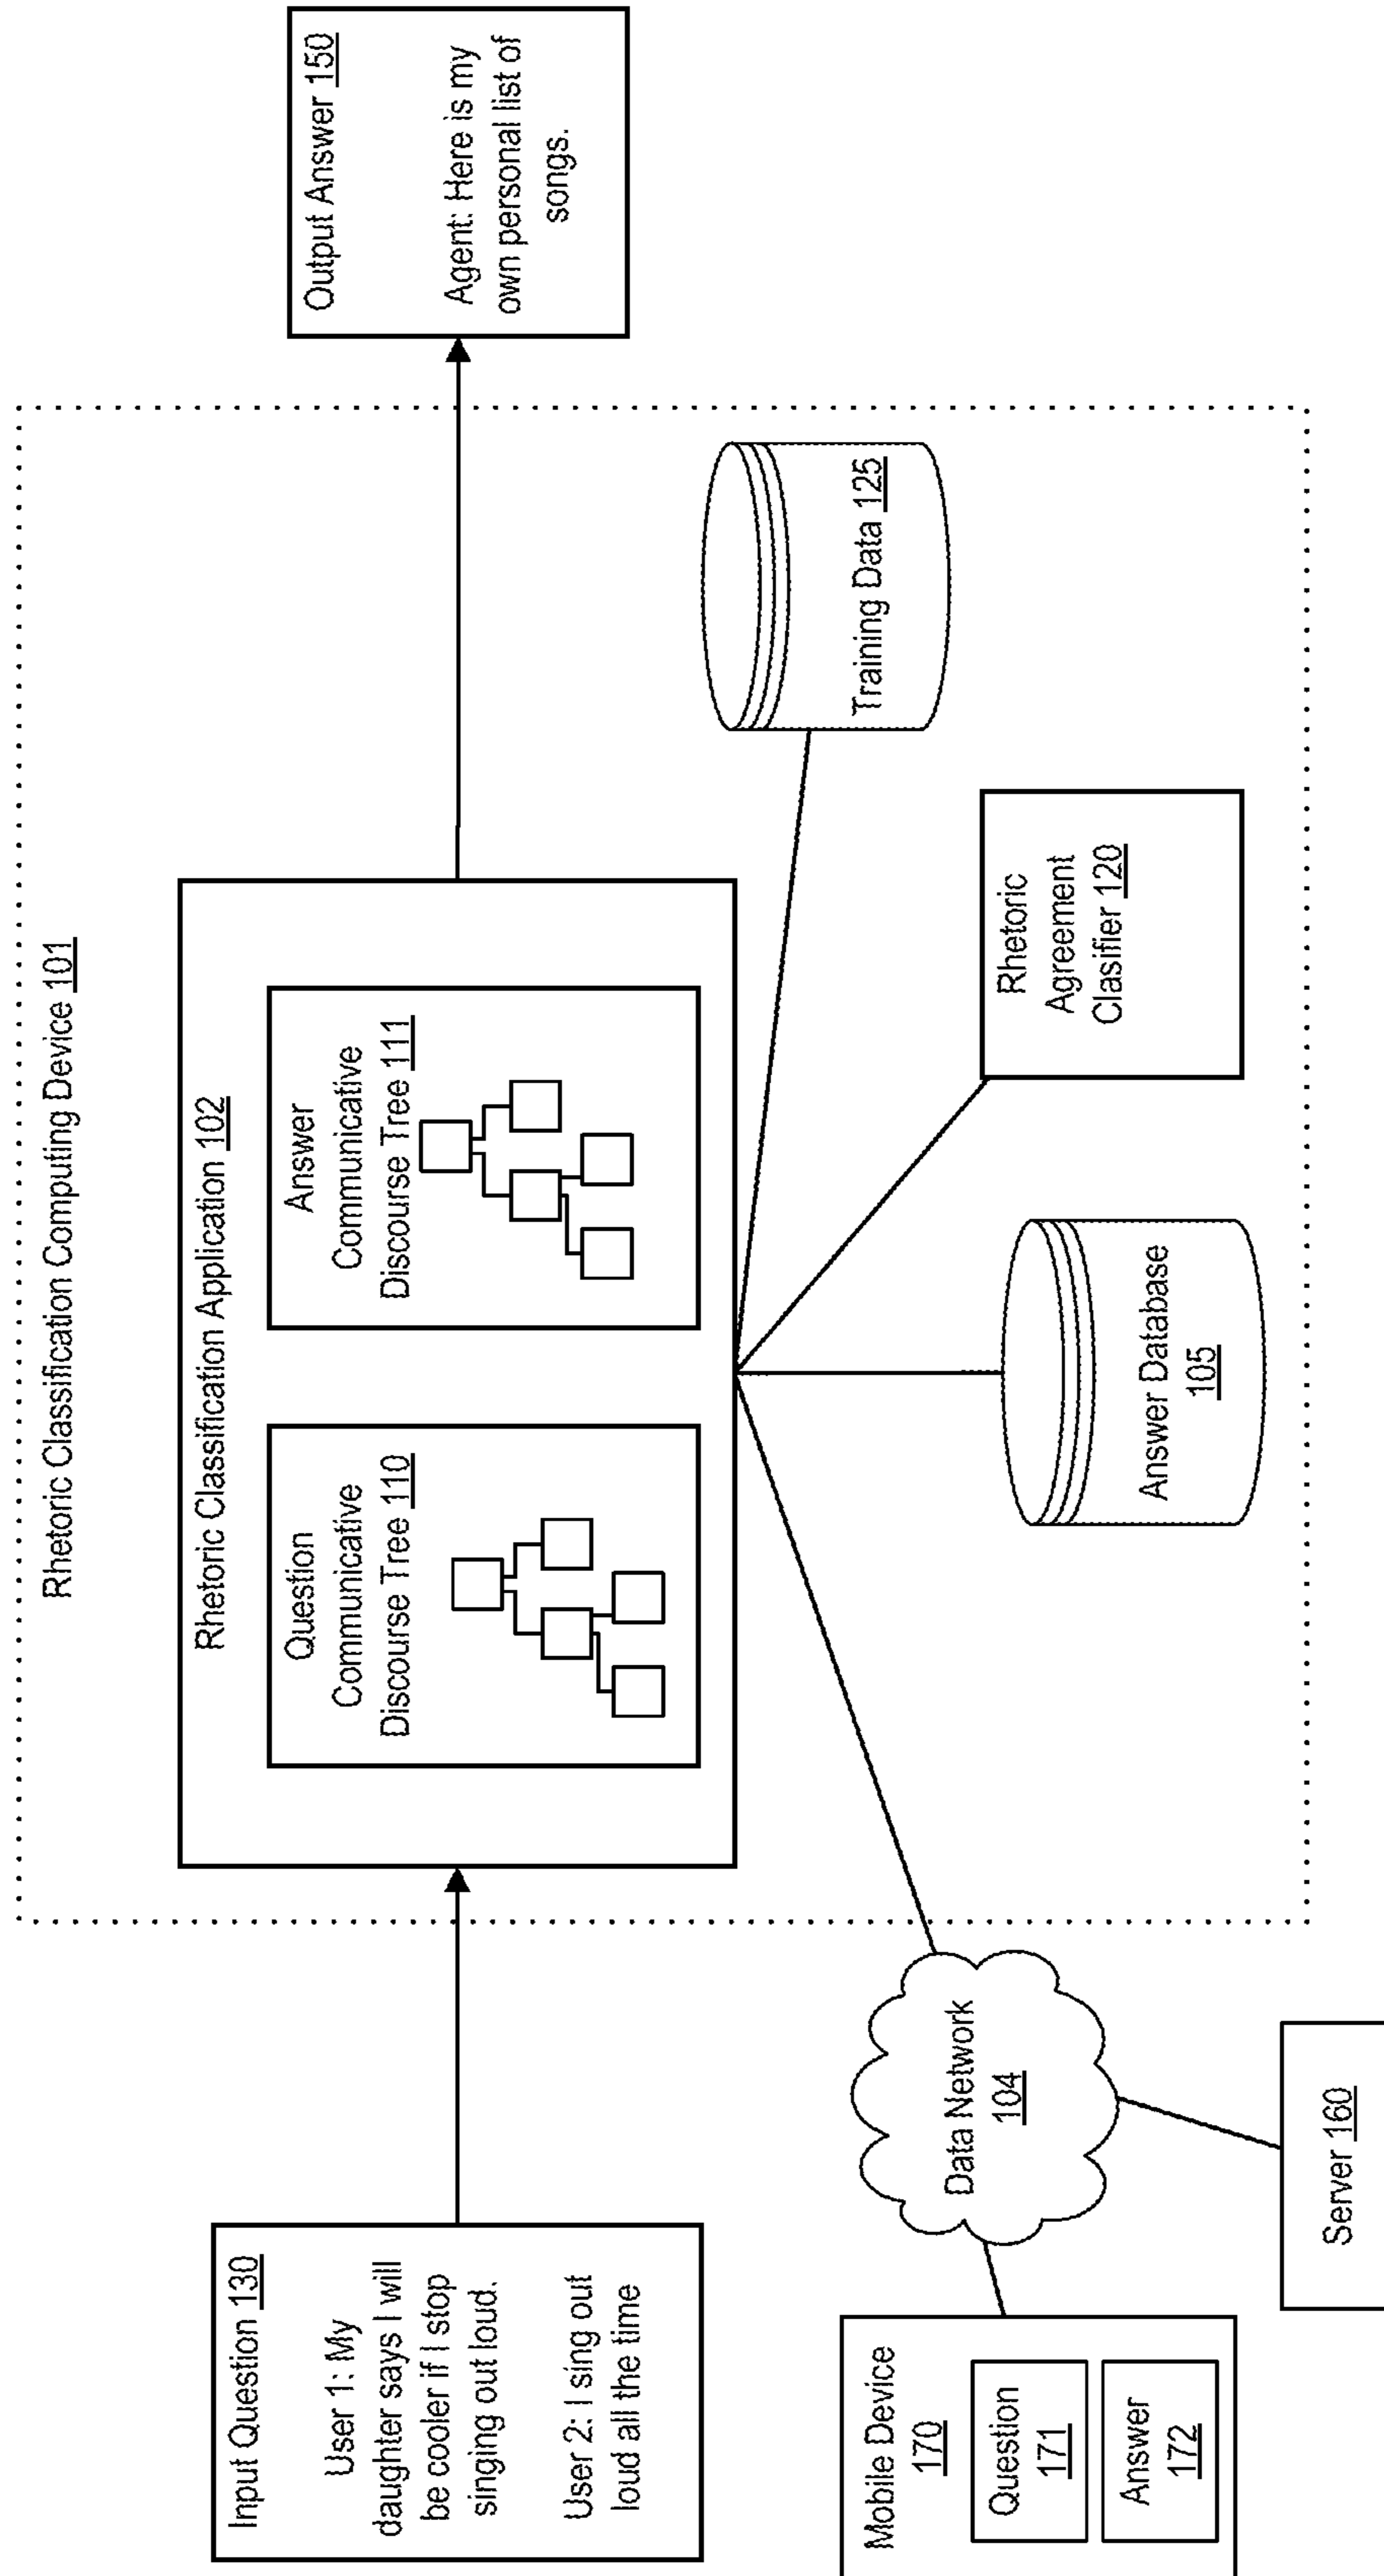 Rhetoric Classification Computing Device 101
Rhetoric Classification Application 102
Input Question 130
User 1: My
daughter says I will
be cooler if I stop
singing out loud.
User 2: I sing out
loud all the time
Question
Communicative
Discourse Tree 110
Answer
Communicative
Discourse Tree 111
Output Answer 150
Agent: Here is my
own personal list of
songs.
Mobile Device
170
Question
171
Answer
172
Data Network
104
Server 160
Answer Database
105
Rhetoric
Agreement
Clasifier 120
Training Data 125